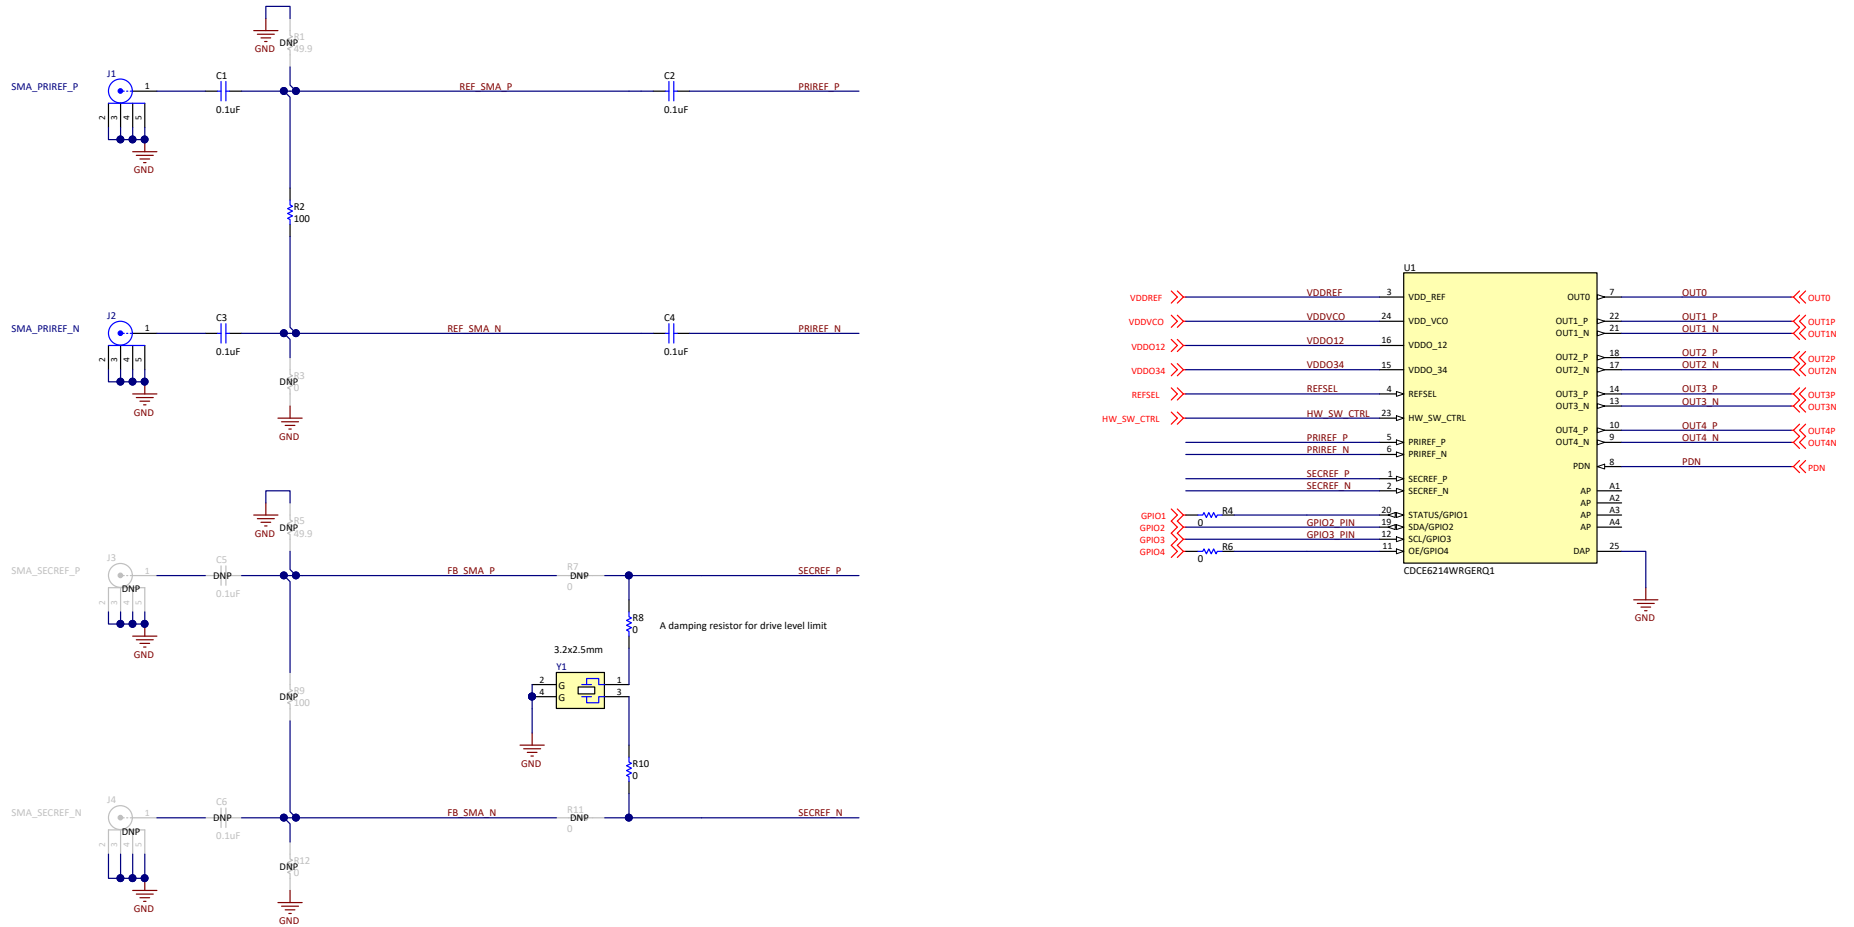 GND
DNP
R1
49.9
SMA_PRIREF_P
J1
1
2
3
4
5
GND
C1
0.1uF
REF_SMA_P
C2
0.1uF
PRIREF_P
R2
100
SMA_PRIREF_N
J2
1
2
3
4
5
GND
C3
0.1uF
REF_SMA_N
C4
0.1uF
PRIREF_N
DNP
R3
0
GND
GND
DNP
R5
49.9
SMA_SECREF_P
J3
1
DNP
2
3
4
5
GND
C5
DNP
0.1uF
FB_SMA_P
R7
DNP
0
SECREF_P
R8
0
A damping resistor for drive level limit
3.2x2.5mm
Y1
2
G
1
4
G
3
GND
DNP
R9
100
R10
0
SMA_SECREF_N
J4
1
DNP
2
3
4
5
GND
C6
DNP
0.1uF
FB_SMA_N
R11
DNP
0
SECREF_N
DNP
R12
0
GND
U1
VDDREF VDDREF 3 VDD_REF
VDDVCO VDDVCO 24 VDD_VCO
VDDO12 VDDO12 16 VDDO_12
VDDO34 VDDO34 15 VDDO_34
REFSEL REFSEL 4 REFSEL
HW_SW_CTRL HW_SW_CTRL 23 HW_SW_CTRL
PRIREF_P 5 PRIREF_P
PRIREF_N 6 PRIREF_N
SECREF_P 1 SECREF_P
SECREF_N 2 SECREF_N
GPIO1 R4 0 20 STATUS/GPIO1
GPIO2 GPIO2_PIN 19 SDA/GPIO2
GPIO3 GPIO3_PIN 12 SCL/GPIO3
GPIO4 R6 0 11 OE/GPIO4
OUT0 7 OUT0 OUT0
OUT1_P 22 OUT1_P OUT1P
OUT1_N 21 OUT1_N OUT1N
OUT2_P 18 OUT2_P OUT2P
OUT2_N 17 OUT2_N OUT2N
OUT3_P 14 OUT3_P OUT3P
OUT3_N 13 OUT3_N OUT3N
OUT4_P 10 OUT4_P OUT4P
OUT4_N 9 OUT4_N OUT4N
PDN 8 PDN PDN
AP A1
AP A2
AP A3
AP A4
DAP 25
CDCE6214WRGERQ1
GND